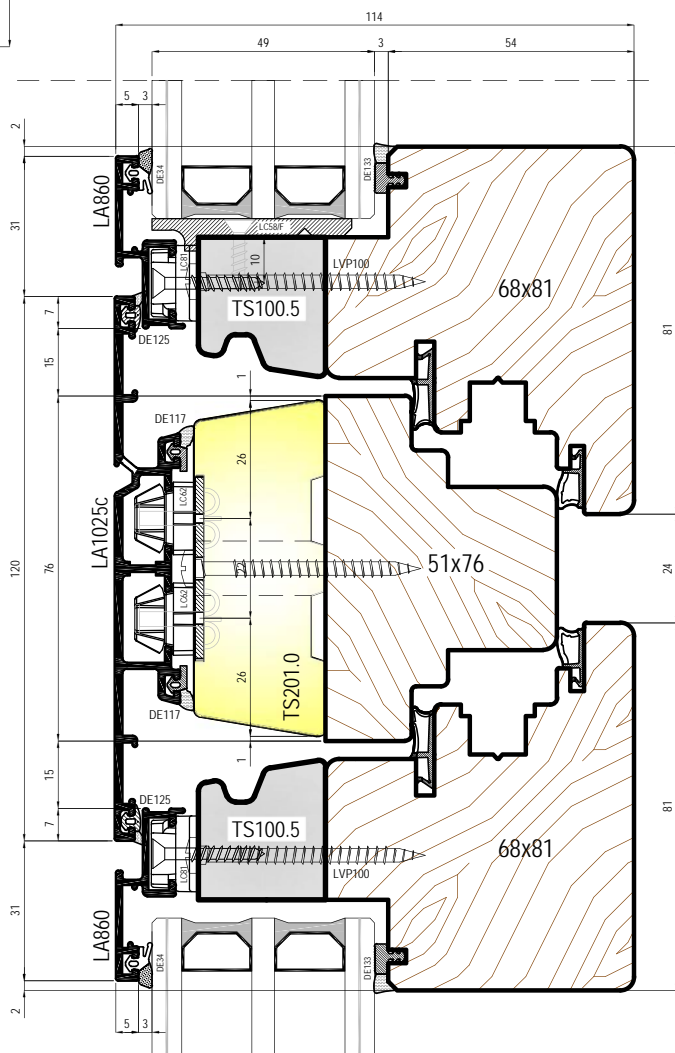 114
49
3
54
5
3
2
DE34
DE133
LA860
31
LC58/F
LC81
10
LVP100
TS100.5
68x81
7
DE125
15
81
1
DE117
26
LC62
LA1025c
120
76
22
51x76
24
LC62
26
TS201.0
DE117
1
15
DE125
7
TS100.5
68x81
81
LC81
LVP100
31
LA860
DE34
DE133
2
5
3